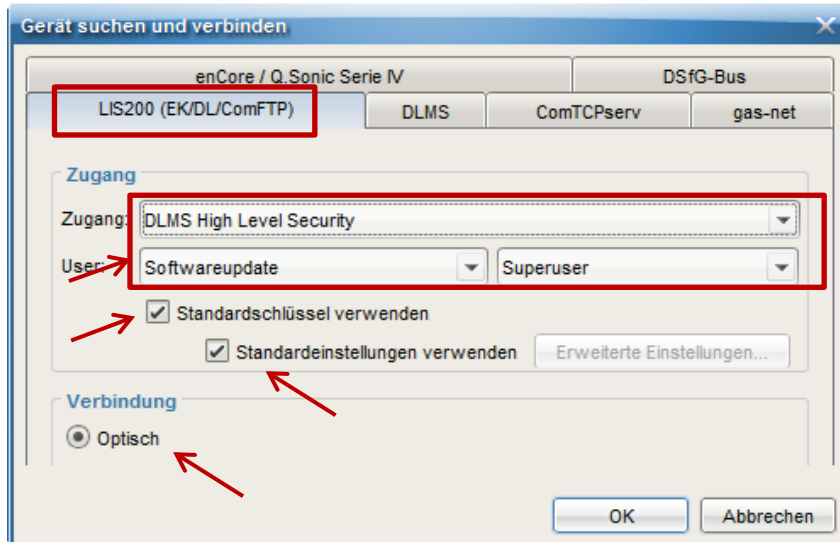 Gerät suchen und verbinden
enCore / Q.Sonic Serie IV DSfG-Bus
LIS200 (EK/DL/ComFTP) DLMS ComTCPserv gas-net
Zugang
Zugang: DLMS High Level Security
User: Softwareupdate Superuser
Standardschlüssel verwenden
Standardeinstellungen verwenden Erweiterte Einstellungen...
Verbindung
Optisch
OK Abbrechen